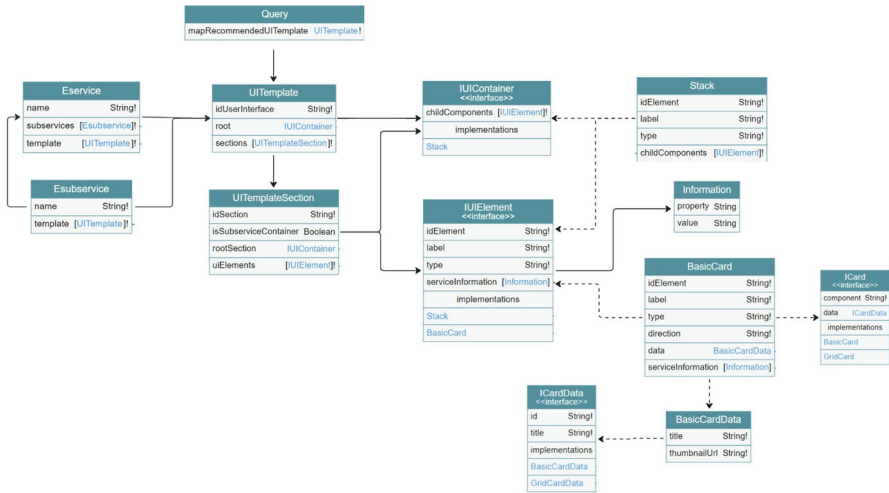 Query
mapRecommendedUITemplate UITemplate!
Eservice
name String!
subservices [Esubservice]!
template [UITemplate]!
Esubservice
name String!
template [UITemplate]!
UITemplate
idUserInterface String!
root IUIContainer
sections [UITemplateSection]!
UITemplateSection
idSection String!
isSubserviceContainer Boolean
rootSection IUIContainer
uiElements [IUIElement]!
IUIContainer
<<interface>>
childComponents [IUIElement]!
implementations
Stack
IUIElement
<<interface>>
idElement String!
label String!
type String!
serviceInformation [Information]
implementations
Stack
BasicCard
Stack
idElement String!
label String!
type String!
childComponents [IUIElement]!
Information
property String
value String
BasicCard
idElement String!
label String!
type String!
direction String!
data BasicCardData
serviceInformation [Information]
ICard
<<interface>>
component String!
data ICardData
implementations
BasicCard
GridCard
ICardData
<<interface>>
id String!
title String!
implementations
BasicCardData
GridCardData
BasicCardData
title String!
thumbnailUrl String!